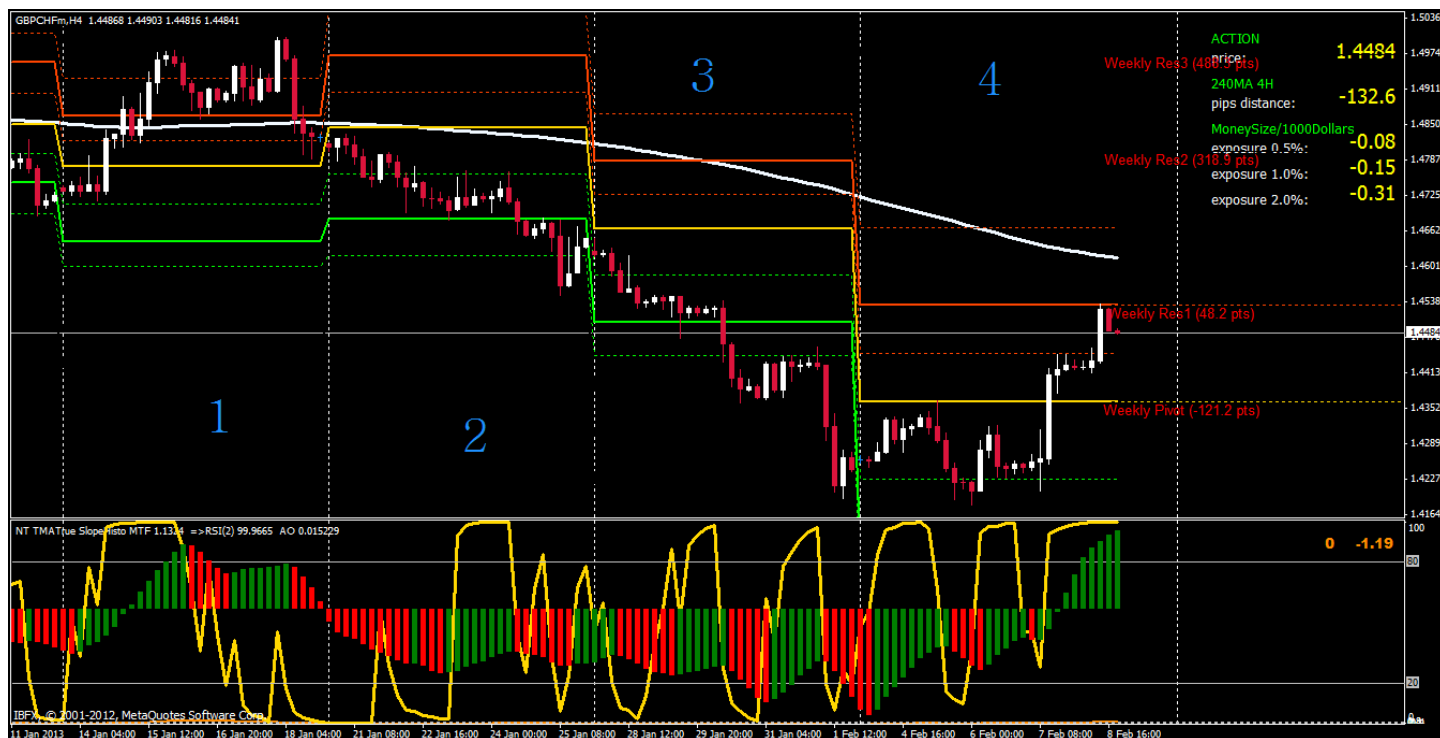 GBPCHFm,H4 1.44868 1.44903 1.44816 1.44841
1
2
3
4
ACTION
price: 1.4484
Weekly Res3 (488.3 pts)
240MA 4H
pips distance: -132.6
MoneySize/1000Dollars
exposure 0.5%: -0.08
Weekly Res2 (318.9 pts)
exposure 1.0%: -0.15
exposure 2.0%: -0.31
Weekly Res1 (48.2 pts)
Weekly Pivot (-121.2 pts)
1.5036
1.4974
1.4911
1.4850
1.4787
1.4725
1.4662
1.4601
1.4538
1.4484
1.4413
1.4352
1.4289
1.4227
1.4164
NT TMATrue SlopeHisto MTF 1.1324 =>RSI(2) 99.9665 AO 0.015229
0 -1.19
100
80
20
IBFX, © 2001-2012, MetaQuotes Software Corp.
11 Jan 2013 14 Jan 04:00 15 Jan 12:00 16 Jan 20:00 18 Jan 04:00 21 Jan 08:00 22 Jan 16:00 24 Jan 00:00 25 Jan 08:00 28 Jan 12:00 29 Jan 20:00 31 Jan 04:00 1 Feb 12:00 4 Feb 16:00 6 Feb 00:00 7 Feb 08:00 8 Feb 16:00